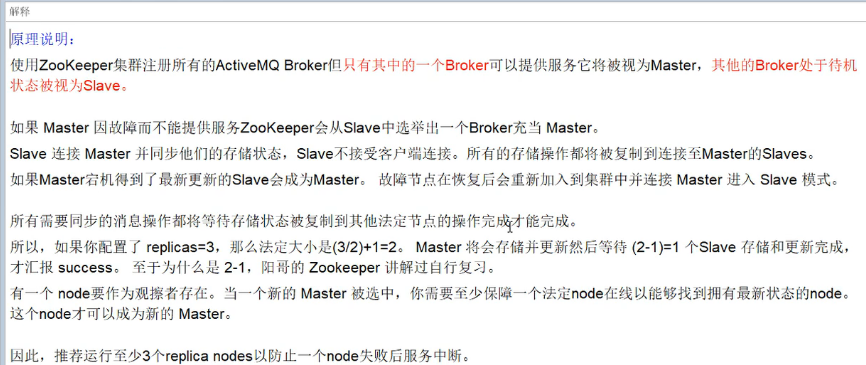 解释
原理说明：
使用ZooKeeper集群注册所有的ActiveMQ Broker但只有其中的一个Broker可以提供服务它将被视为Master，其他的Broker处于待机
状态被视为Slave。
如果 Master 因故障而不能提供服务ZooKeeper会从Slave中选举出一个Broker充当 Master。
Slave 连接 Master 并同步他们的存储状态，Slave不接受客户端连接。所有的存储操作都将被复制到连接至Master的Slaves。
如果Master宕机得到了最新更新的Slave会成为Master。 故障节点在恢复后会重新加入到集群中并连接 Master 进入 Slave 模式。
所有需要同步的消息操作都将等待存储状态被复制到其他法定节点的操作完成才能完成。
所以，如果你配置了 replicas=3，那么法定大小是(3/2)+1=2。 Master 将会存储并更新然后等待 (2-1)=1 个Slave 存储和更新完成，
才汇报 success。 至于为什么是 2-1，阳哥的 Zookeeper 讲解过自行复习。
有一个 node要作为观擦者存在。当一个新的 Master 被选中，你需要至少保障一个法定node在线以能够找到拥有最新状态的node。
这个node才可以成为新的 Master。
因此，推荐运行至少3个replica nodes以防止一个node失败后服务中断。